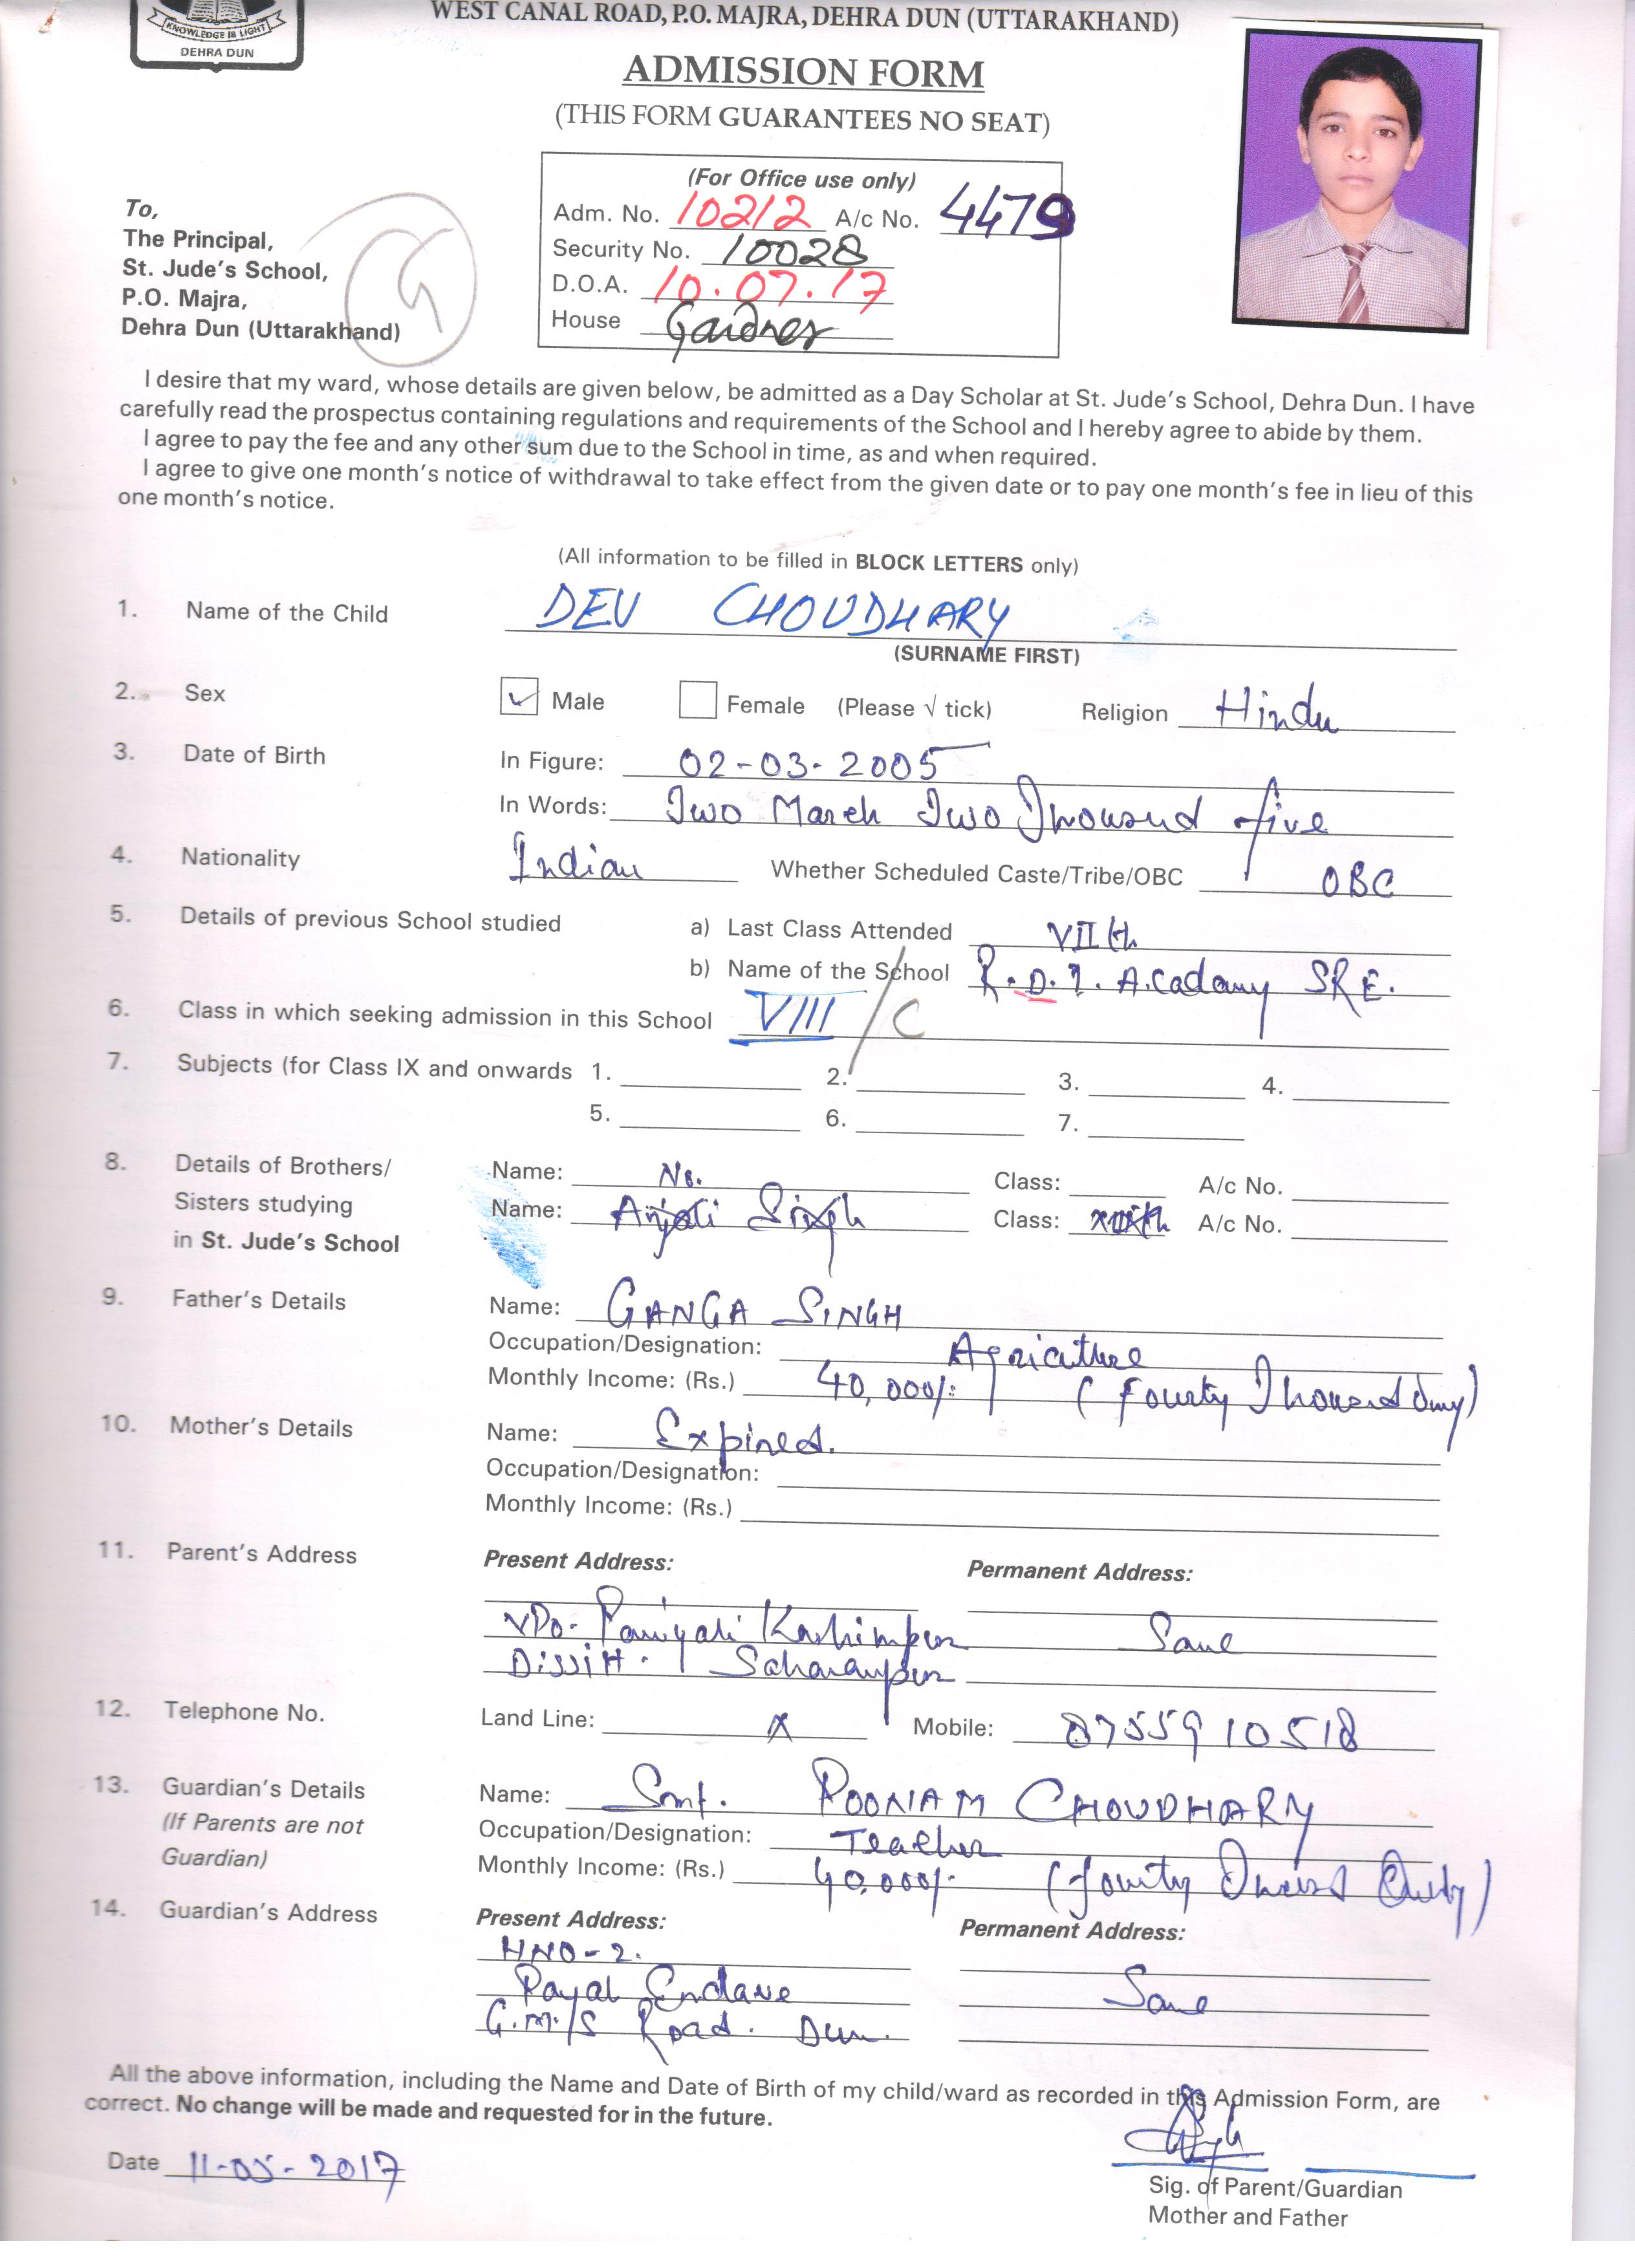 WEST CANAL ROAD, P.O. MAJRA, DEHRA DUN (UTTARAKHAND)
KNOWLEDGE IS LIGHT
DEHRA DUN
ADMISSION FORM
(THIS FORM GUARANTEES NO SEAT)
(For Office use only)
Adm. No. 10212 A/c No. 4479
Security No. 10028
D.O.A. 10.07.17
House Gardner
To,
The Principal,
St. Jude's School,
P.O. Majra,
Dehra Dun (Uttarakhand)
I desire that my ward, whose details are given below, be admitted as a Day Scholar at St. Jude's School, Dehra Dun. I have
carefully read the prospectus containing regulations and requirements of the School and I hereby agree to abide by them.
I agree to pay the fee and any other sum due to the School in time, as and when required.
I agree to give one month's notice of withdrawal to take effect from the given date or to pay one month's fee in lieu of this
one month's notice.
(All information to be filled in BLOCK LETTERS only)
1. Name of the Child DEV CHOUDHARY
(SURNAME FIRST)
2. Sex Male Female (Please √ tick) Religion Hindu
3. Date of Birth In Figure: 02-03-2005
In Words: Two March Two Thousand five
4. Nationality Indian Whether Scheduled Caste/Tribe/OBC OBC
5. Details of previous School studied a) Last Class Attended VII th
b) Name of the School R.D.I. Acadamy SRE.
6. Class in which seeking admission in this School VIII /C
7. Subjects (for Class IX and onwards 1. 2. 3. 4.
5. 6. 7.
8. Details of Brothers/ Name: No. Class: A/c No.
Sisters studying Name: Anjali Singh Class: A/c No.
in St. Jude's School
9. Father's Details Name: GANGA SINGH
Occupation/Designation:
Monthly Income: (Rs.) 40,000/- (Fourty Thousand Only)
10. Mother's Details Name: Expired.
Occupation/Designation:
Monthly Income: (Rs.)
11. Parent's Address Present Address: Permanent Address:
VPO- Paniyali Kashimpur Same
Disstt. Saharanpur
12. Telephone No. Land Line: X Mobile: 8755910518
13. Guardian's Details Name: Smt. POONAM CHOUDHARY
(If Parents are not Occupation/Designation: Teacher
Guardian) Monthly Income: (Rs.) 40,000/-
14. Guardian's Address Present Address: Permanent Address:
HNO-2.
Royal Enclave Same
G.M.S Road. Dun.
All the above information, including the Name and Date of Birth of my child/ward as recorded in this Admission Form, are
correct. No change will be made and requested for in the future.
Date 11-05-2017
Sig. of Parent/Guardian
Mother and Father